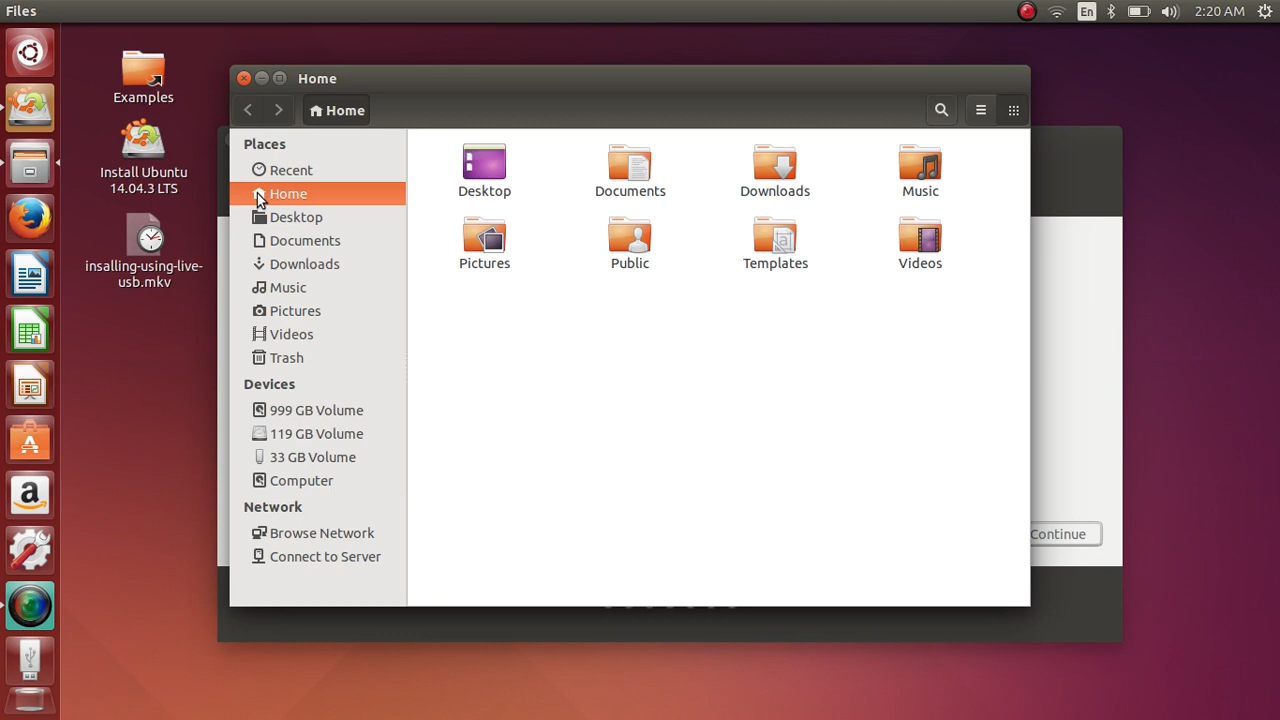 Files
En
2:20 AM
Examples
Install Ubuntu
14.04.3 LTS
insalling-using-live-
usb.mkv
Home
Home
Places
Recent
Home
Desktop
Documents
Downloads
Music
Pictures
Videos
Trash
Devices
999 GB Volume
119 GB Volume
33 GB Volume
Computer
Network
Browse Network
Connect to Server
Desktop
Documents
Downloads
Music
Pictures
Public
Templates
Videos
Continue